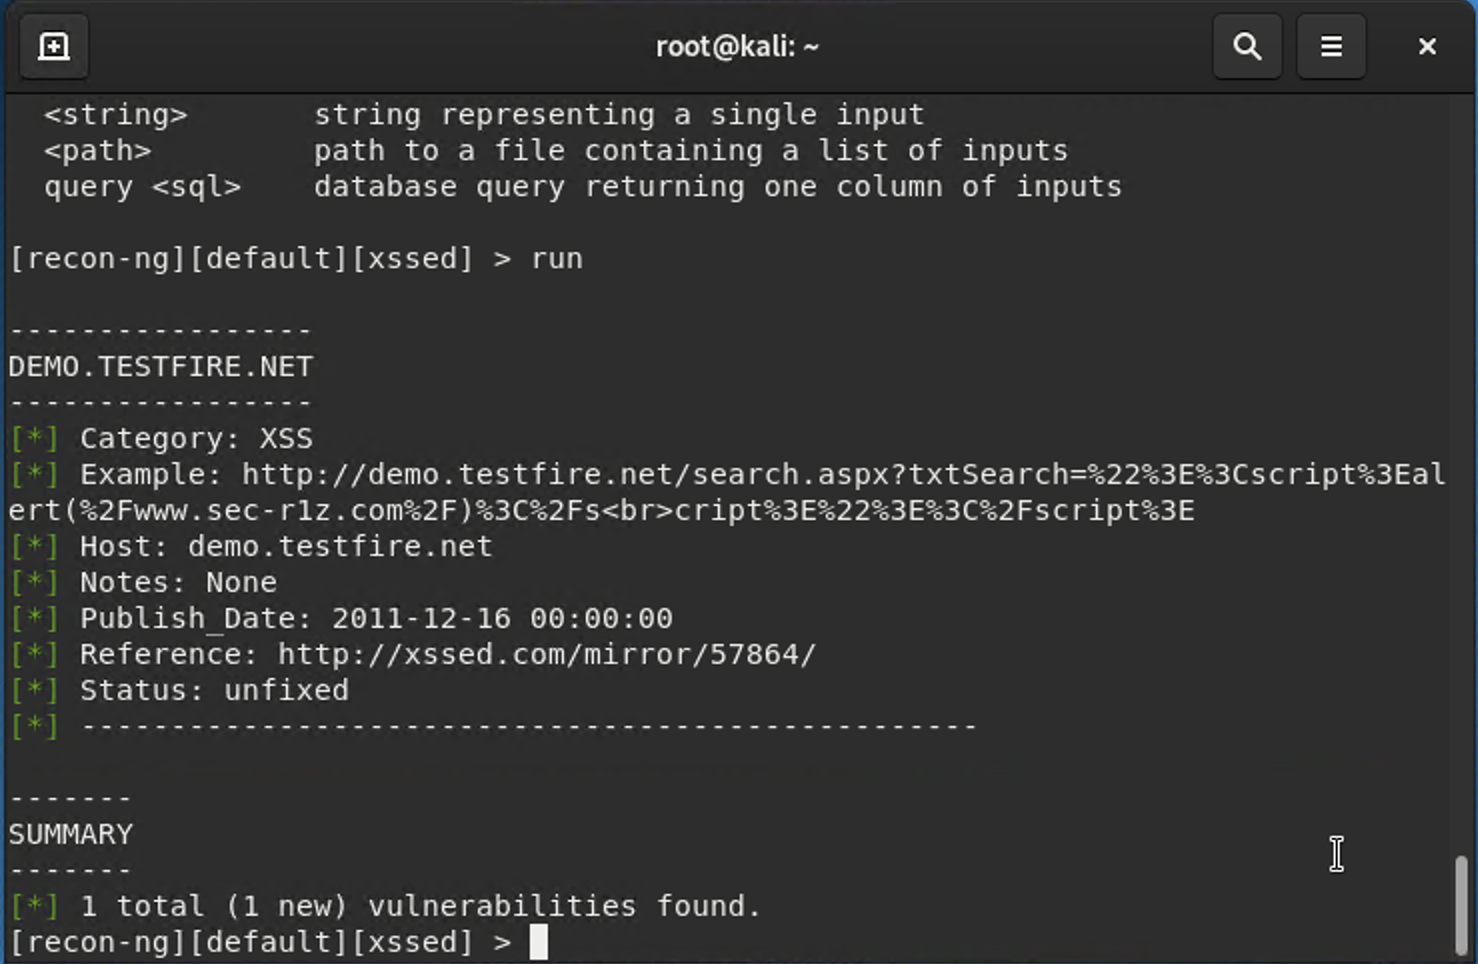 root@kali: ~
<string>       string representing a single input
<path>         path to a file containing a list of inputs
query <sql>    database query returning one column of inputs
[recon-ng][default][xssed] > run
-----------------
DEMO.TESTFIRE.NET
-----------------
[*] Category: XSS
[*] Example: http://demo.testfire.net/search.aspx?txtSearch=%22%3E%3Cscript%3Eal
ert(%2Fwww.sec-r1z.com%2F)%3C%2Fs<br>cript%3E%22%3E%3C%2Fscript%3E
[*] Host: demo.testfire.net
[*] Notes: None
[*] Publish_Date: 2011-12-16 00:00:00
[*] Reference: http://xssed.com/mirror/57864/
[*] Status: unfixed
[*] --------------------------------------------------
-------
SUMMARY
-------
[*] 1 total (1 new) vulnerabilities found.
[recon-ng][default][xssed] >